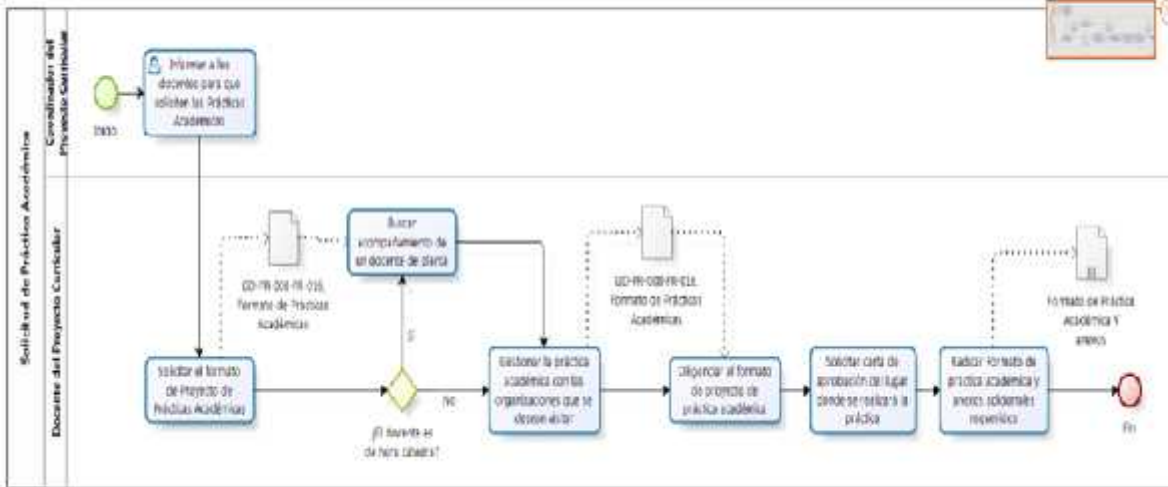 Solicitud de Práctica Académica
Coordinador del
Proyecto Curricular
Docente del Proyecto Curricular
Inicio
Informar a los
docentes para que
soliciten las Prácticas
Académicas
Solicitar el formato
de Proyecto de
Prácticas Académicas
Formato de Prácticas
Académicas
Buscar
acompañamiento de
un docente de planta
Si
No
¿El docente es
de hora cátedra?
Gestionar la práctica
académica con las
organizaciones que se
deseen visitar
Formato de Prácticas
Académicas
Diligenciar el formato
de proyecto de
práctica académica
Solicitar carta de
aprobación del lugar
donde se realizará la
práctica
Radicar Formato de
práctica académica y
anexos adicionales
requeridos
Formato de Práctica
Académica Y
anexos
Fin